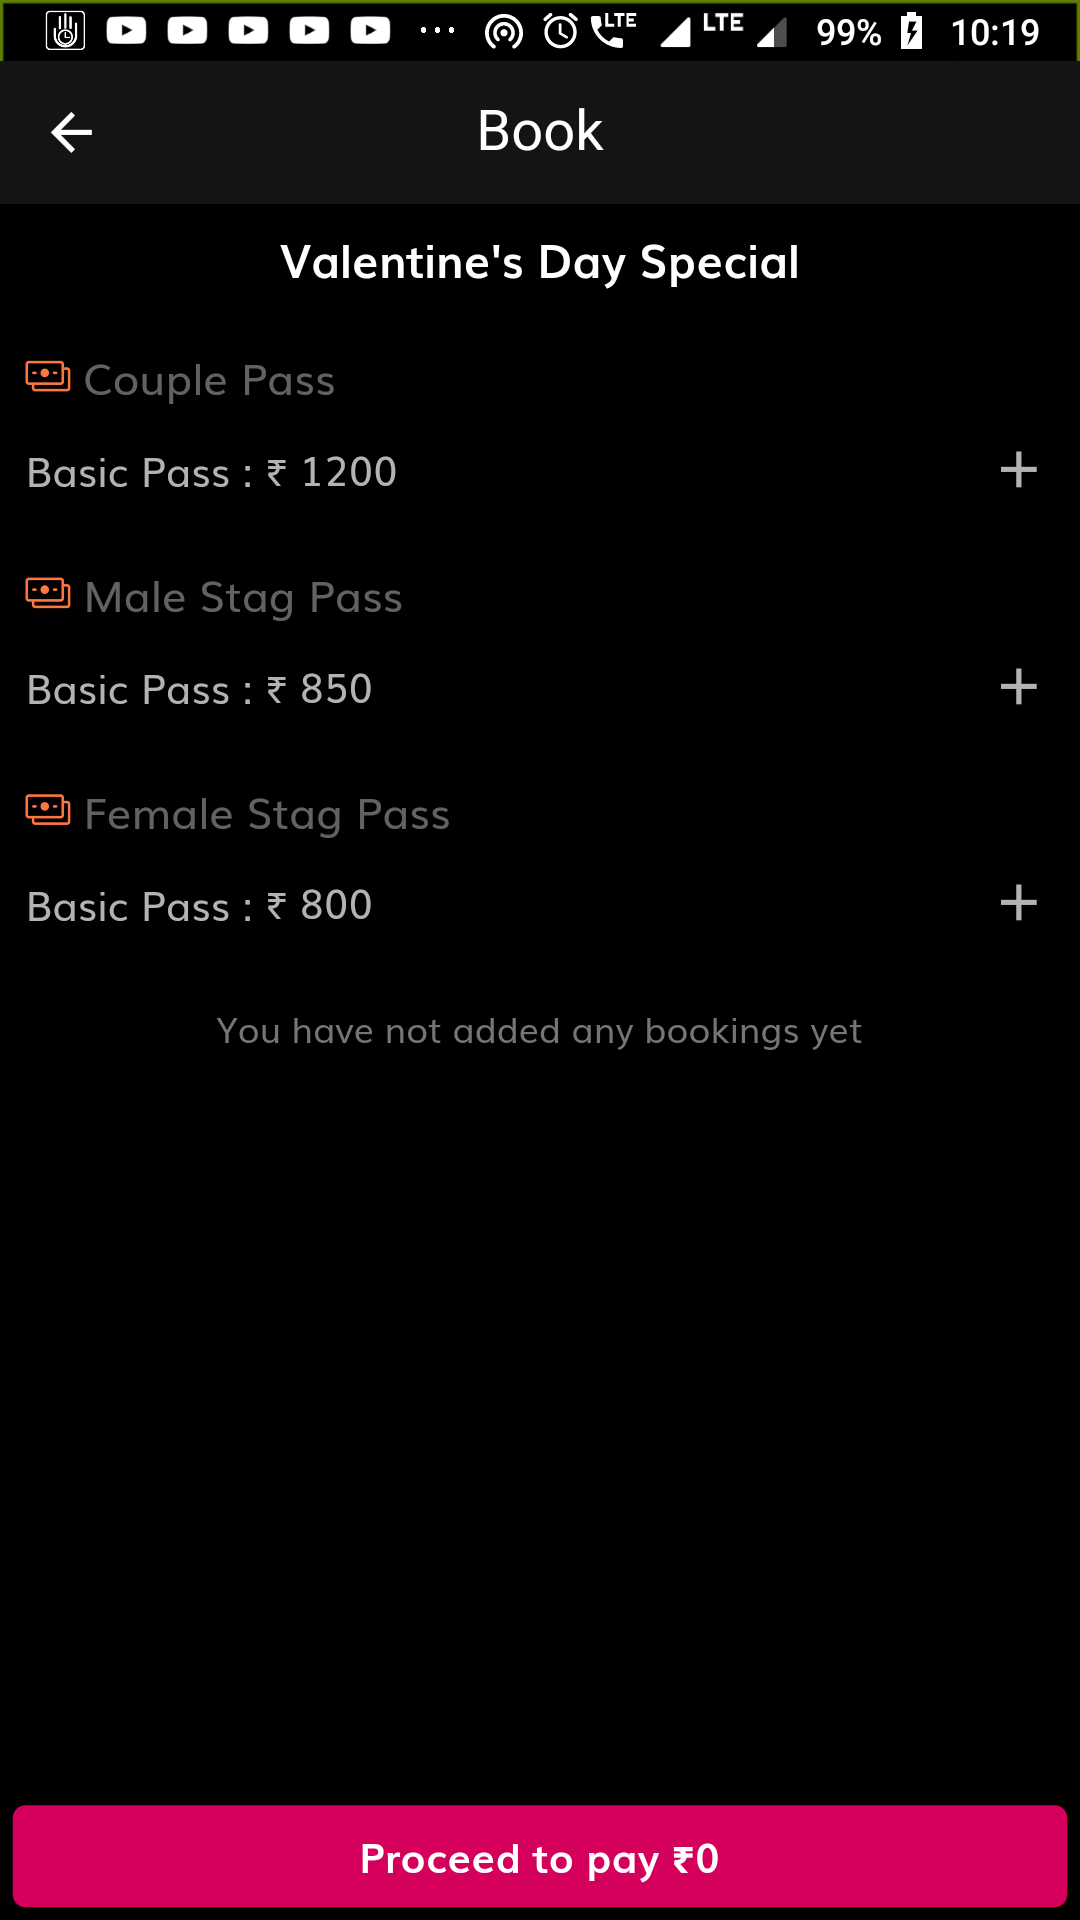 LTE LTE 99% 10:19
Book
Valentine's Day Special
Couple Pass
Basic Pass : ₹ 1200
Male Stag Pass
Basic Pass : ₹ 850
Female Stag Pass
Basic Pass : ₹ 800
You have not added any bookings yet
Proceed to pay ₹0